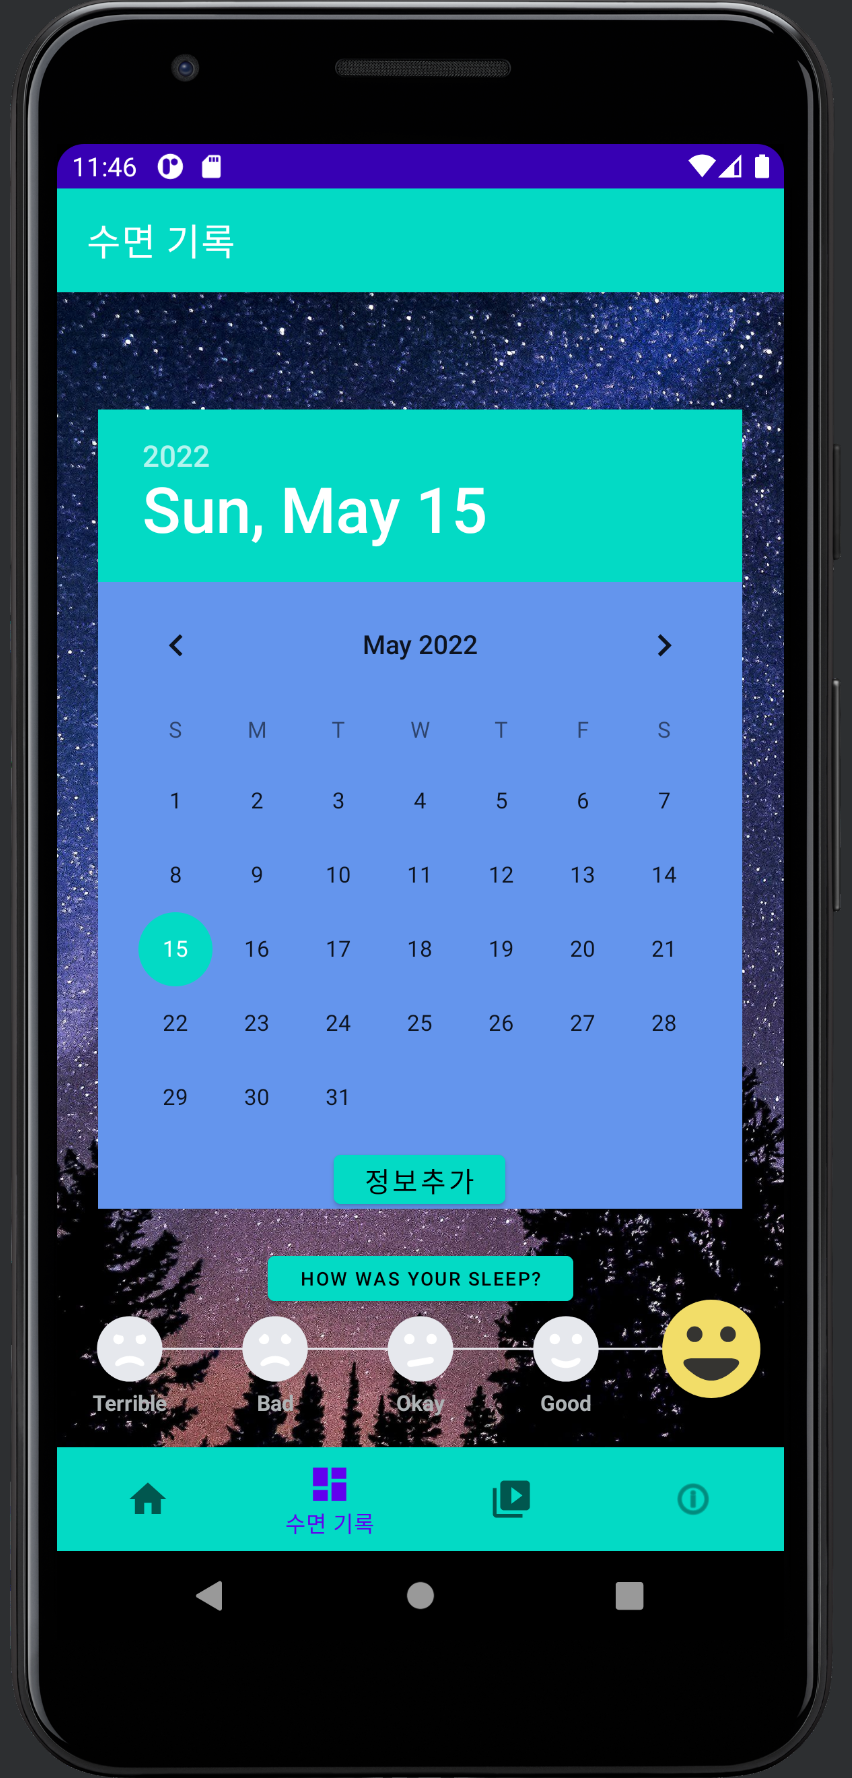 11:46
수면 기록
2022
Sun, May 15
May 2022
S M T W T F S
1 2 3 4 5 6 7
8 9 10 11 12 13 14
15 16 17 18 19 20 21
22 23 24 25 26 27 28
29 30 31
정보추가
HOW WAS YOUR SLEEP?
Terrible Bad Okay Good
수면 기록